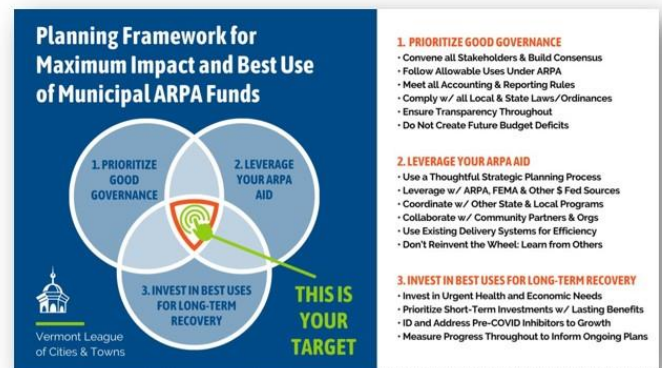 Planning Framework for
Maximum Impact and Best Use
of Municipal ARPA Funds
1. PRIORITIZE
GOOD
GOVERNANCE
2. LEVERAGE
YOUR ARPA
AID
3. INVEST IN BEST USES
FOR LONG-TERM
RECOVERY
THIS IS
YOUR
TARGET
Vermont League
of Cities & Towns
1. PRIORITIZE GOOD GOVERNANCE
• Convene all Stakeholders & Build Consensus
• Follow Allowable Uses Under ARPA
• Meet all Accounting & Reporting Rules
• Comply w/ all Local & State Laws/Ordinances
• Ensure Transparency Throughout
• Do Not Create Future Budget Deficits
2. LEVERAGE YOUR ARPA AID
• Use a Thoughtful Strategic Planning Process
• Leverage w/ ARPA, FEMA & Other $ Fed Sources
• Coordinate w/ Other State & Local Programs
• Collaborate w/ Community Partners & Orgs
• Use Existing Delivery Systems for Efficiency
• Don't Reinvent the Wheel: Learn from Others
3. INVEST IN BEST USES FOR LONG-TERM RECOVERY
• Invest in Urgent Health and Economic Needs
• Prioritize Short-Term Investments w/ Lasting Benefits
• ID and Address Pre-COVID Inhibitors to Growth
• Measure Progress Throughout to Inform Ongoing Plans